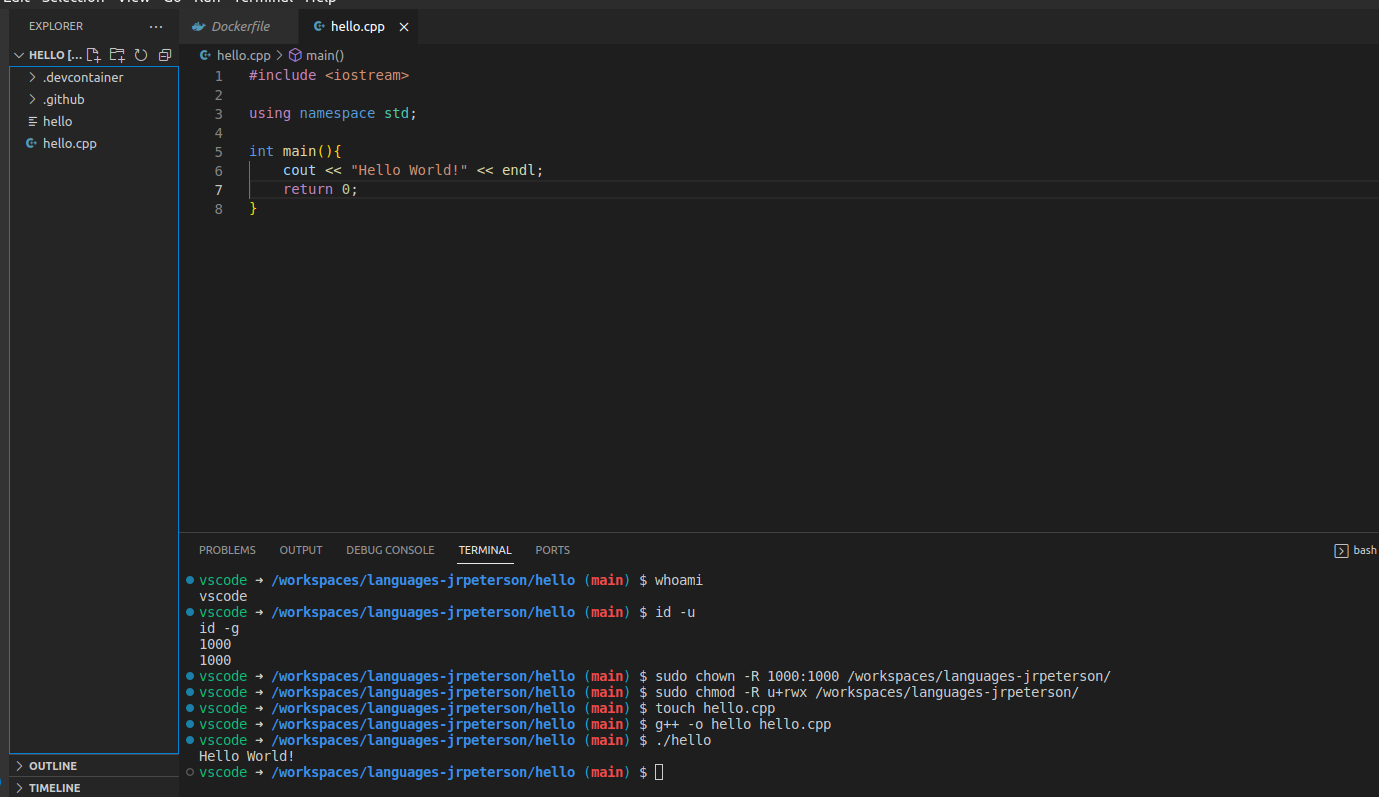 Edit Selection View Go Run Terminal Help
EXPLORER
HELLO [...
.devcontainer
.github
hello
hello.cpp
OUTLINE
TIMELINE
Dockerfile
hello.cpp
hello.cpp > main()
1 #include <iostream>
2
3 using namespace std;
4
5 int main(){
6 cout << "Hello World!" << endl;
7 return 0;
8 }
PROBLEMS OUTPUT DEBUG CONSOLE TERMINAL PORTS
bash
vscode ➜ /workspaces/languages-jrpeterson/hello (main) $ whoami
vscode
vscode ➜ /workspaces/languages-jrpeterson/hello (main) $ id -u
id -g
1000
1000
vscode ➜ /workspaces/languages-jrpeterson/hello (main) $ sudo chown -R 1000:1000 /workspaces/languages-jrpeterson/
vscode ➜ /workspaces/languages-jrpeterson/hello (main) $ sudo chmod -R u+rwx /workspaces/languages-jrpeterson/
vscode ➜ /workspaces/languages-jrpeterson/hello (main) $ touch hello.cpp
vscode ➜ /workspaces/languages-jrpeterson/hello (main) $ g++ -o hello hello.cpp
vscode ➜ /workspaces/languages-jrpeterson/hello (main) $ ./hello
Hello World!
vscode ➜ /workspaces/languages-jrpeterson/hello (main) $